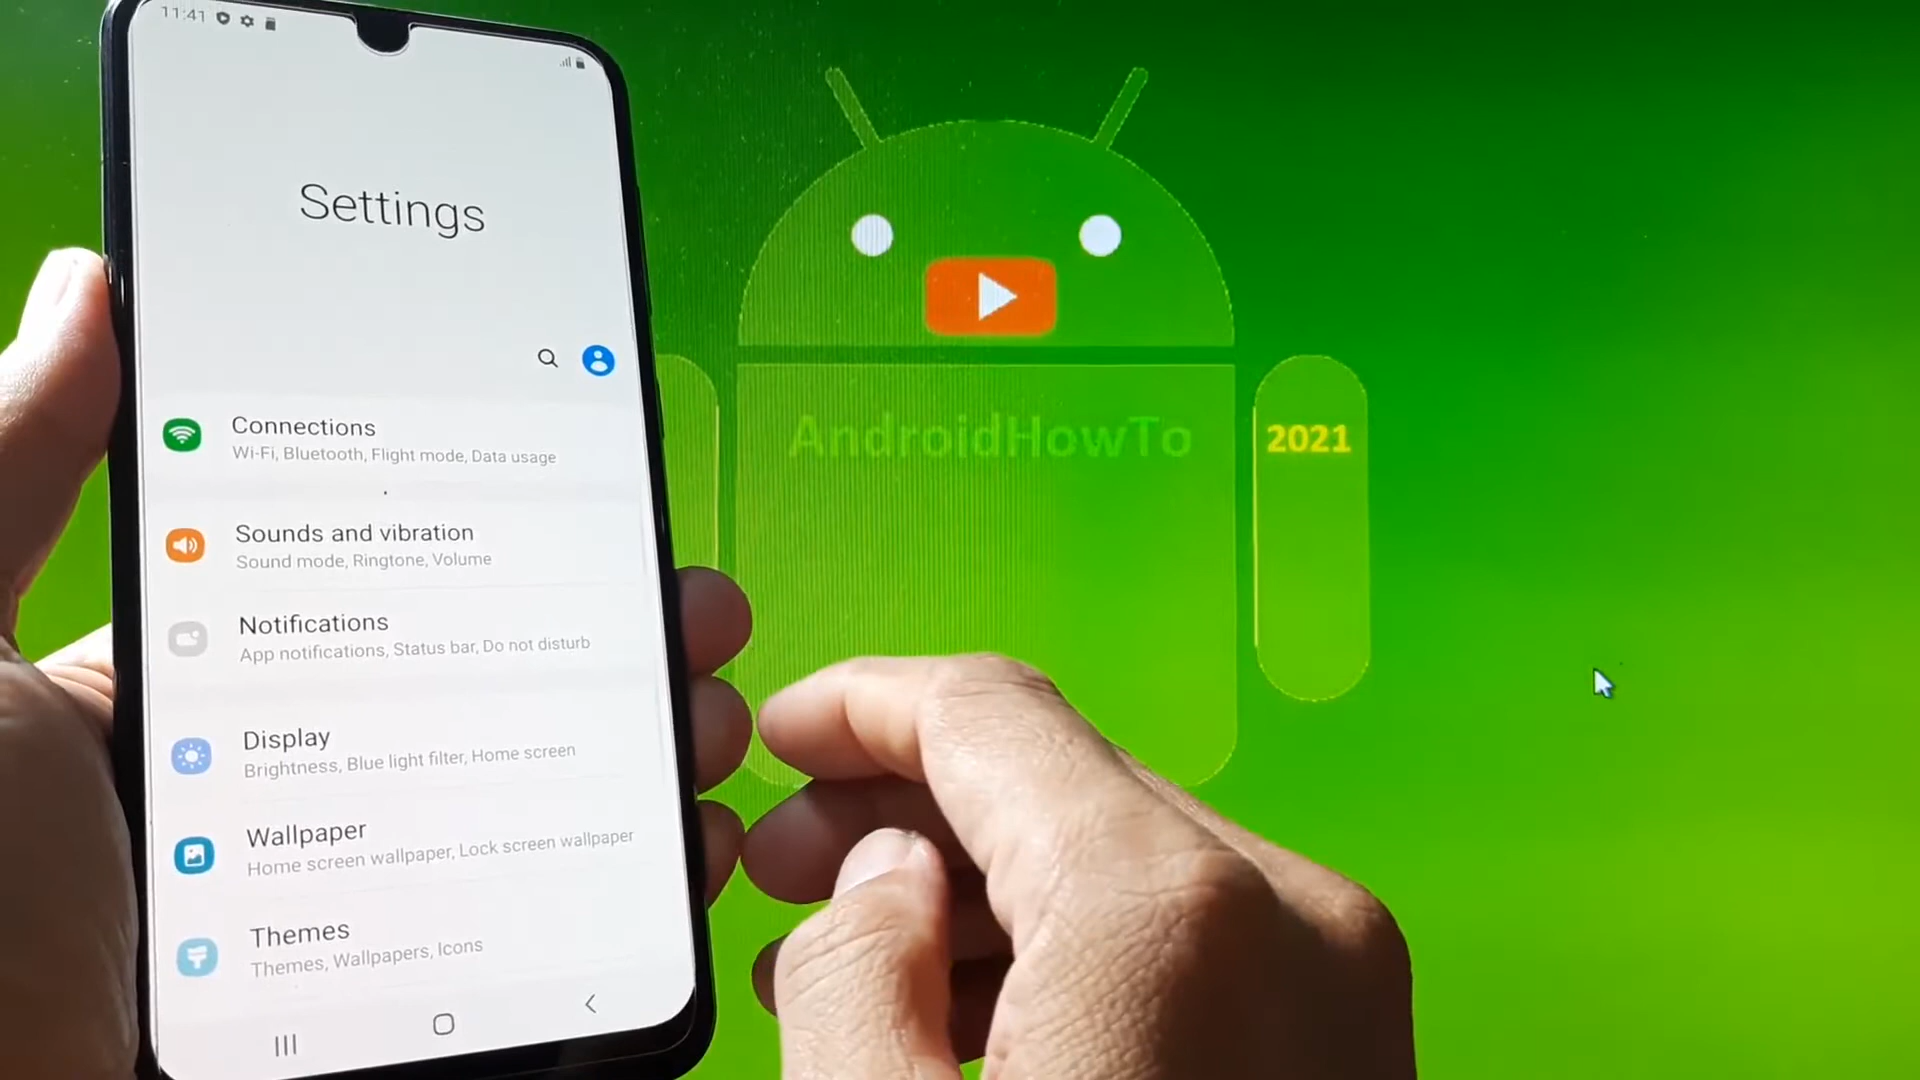 11:41
Settings
Connections
Wi-Fi, Bluetooth, Flight mode, Data usage
Sounds and vibration
Sound mode, Ringtone, Volume
Notifications
App notifications, Status bar, Do not disturb
Display
Brightness, Blue light filter, Home screen
Wallpaper
Home screen wallpaper, Lock screen wallpaper
Themes
Themes, Wallpapers, Icons
AndroidHowTo
2021